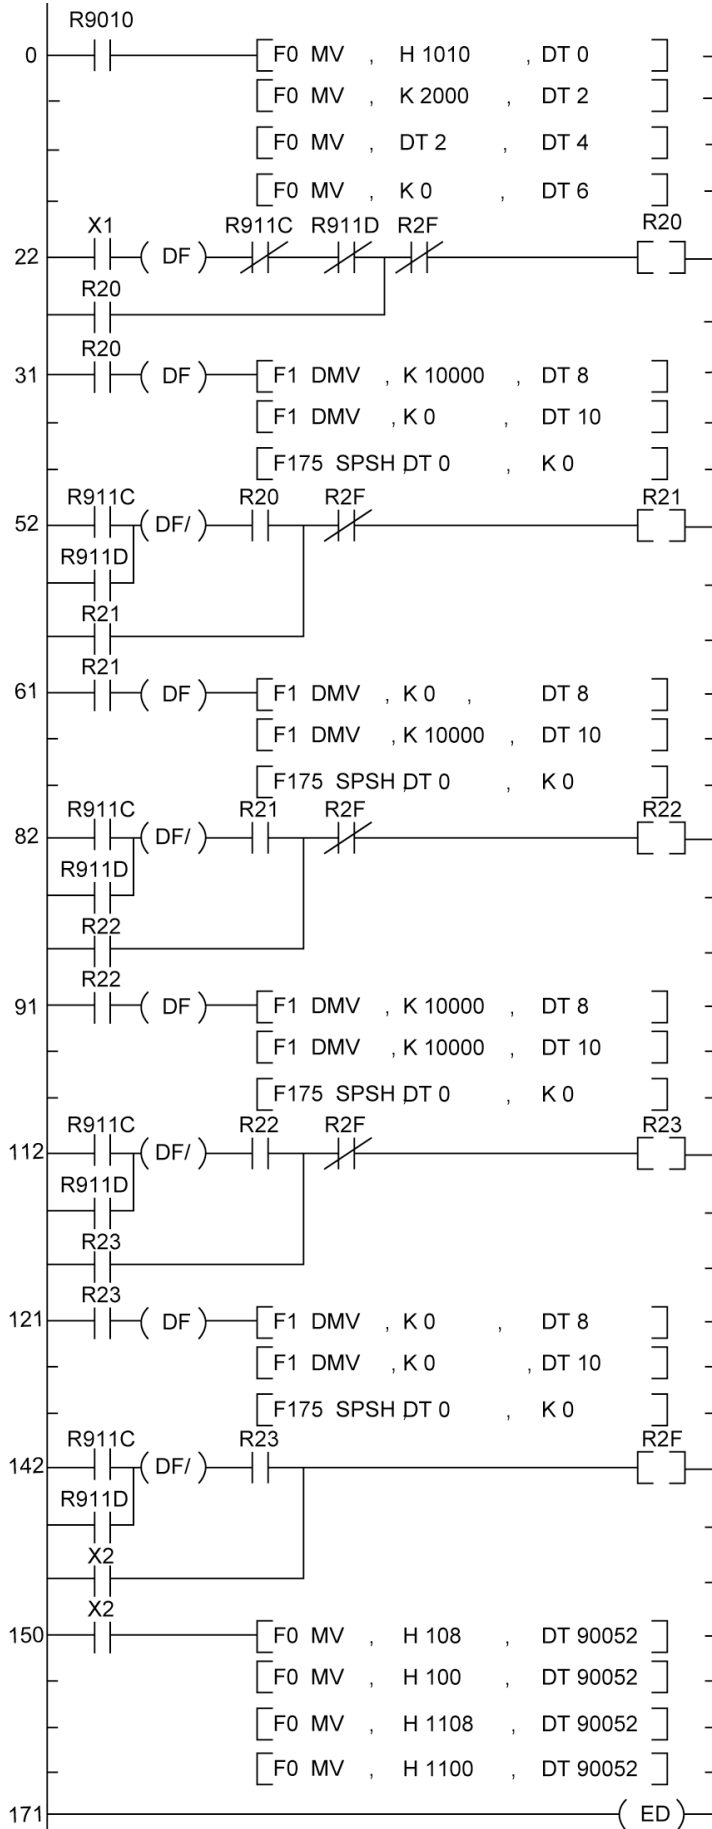 R9010
0 F0 MV , H 1010 , DT 0
F0 MV , K 2000 , DT 2
F0 MV , DT 2 , DT 4
F0 MV , K 0 , DT 6
X1 R911C R911D R2F R20
22 ( DF )
R20
R20
31 ( DF ) F1 DMV , K 10000 , DT 8
F1 DMV , K 0 , DT 10
F175 SPSH , DT 0 , K 0
R911C R20 R2F R21
52 ( DF/ )
R911D
R21
R21
61 ( DF ) F1 DMV , K 0 , DT 8
F1 DMV , K 10000 , DT 10
F175 SPSH , DT 0 , K 0
R911C R21 R2F R22
82 ( DF/ )
R911D
R22
R22
91 ( DF ) F1 DMV , K 10000 , DT 8
F1 DMV , K 10000 , DT 10
F175 SPSH , DT 0 , K 0
R911C R22 R2F R23
112 ( DF/ )
R911D
R23
R23
121 ( DF ) F1 DMV , K 0 , DT 8
F1 DMV , K 0 , DT 10
F175 SPSH , DT 0 , K 0
R911C R23 R2F
142 ( DF/ )
R911D
X2
X2
150 F0 MV , H 108 , DT 90052
F0 MV , H 100 , DT 90052
F0 MV , H 1108 , DT 90052
F0 MV , H 1100 , DT 90052
171 ( ED )